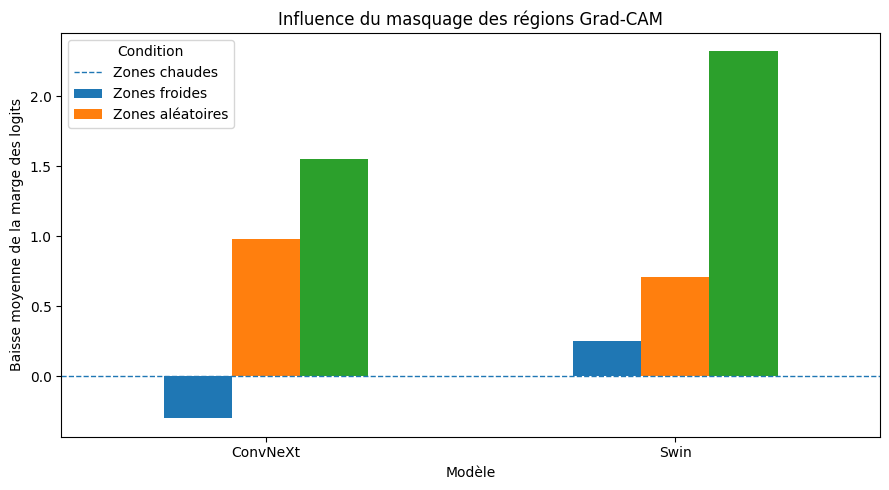 Influence du masquage des régions Grad-CAM
Condition
Zones chaudes
Zones froides
Zones aléatoires
Baisse moyenne de la marge des logits
2.0
1.5
1.0
0.5
0.0
ConvNeXt
Swin
Modèle